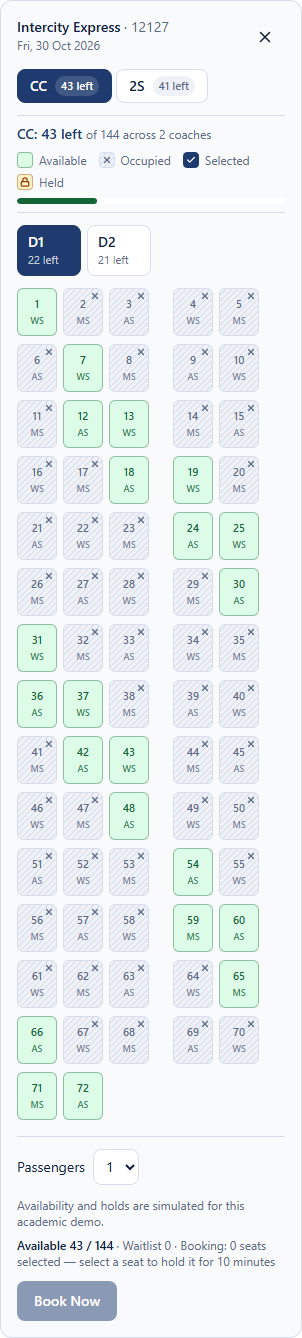 Intercity Express · 12127
Fri, 30 Oct 2026
CC 43 left 2S 41 left
CC: 43 left of 144 across 2 coaches
Available Occupied Selected
Held
D1 D2
22 left 21 left
1 2 3 4 5
WS MS AS WS MS
6 7 8 9 10
AS WS MS AS WS
11 12 13 14 15
MS AS WS MS AS
16 17 18 19 20
WS MS AS WS MS
21 22 23 24 25
AS WS MS AS WS
26 27 28 29 30
MS AS WS MS AS
31 32 33 34 35
WS MS AS WS MS
36 37 38 39 40
AS WS MS AS WS
41 42 43 44 45
MS AS WS MS AS
46 47 48 49 50
WS MS AS WS MS
51 52 53 54 55
AS WS MS AS WS
56 57 58 59 60
MS AS WS MS AS
61 62 63 64 65
WS MS AS WS MS
66 67 68 69 70
AS WS MS AS WS
71 72
MS AS
Passengers 1
Availability and holds are simulated for this
academic demo.
Available 43 / 144 · Waitlist 0 · Booking: 0 seats
selected — select a seat to hold it for 10 minutes
Book Now